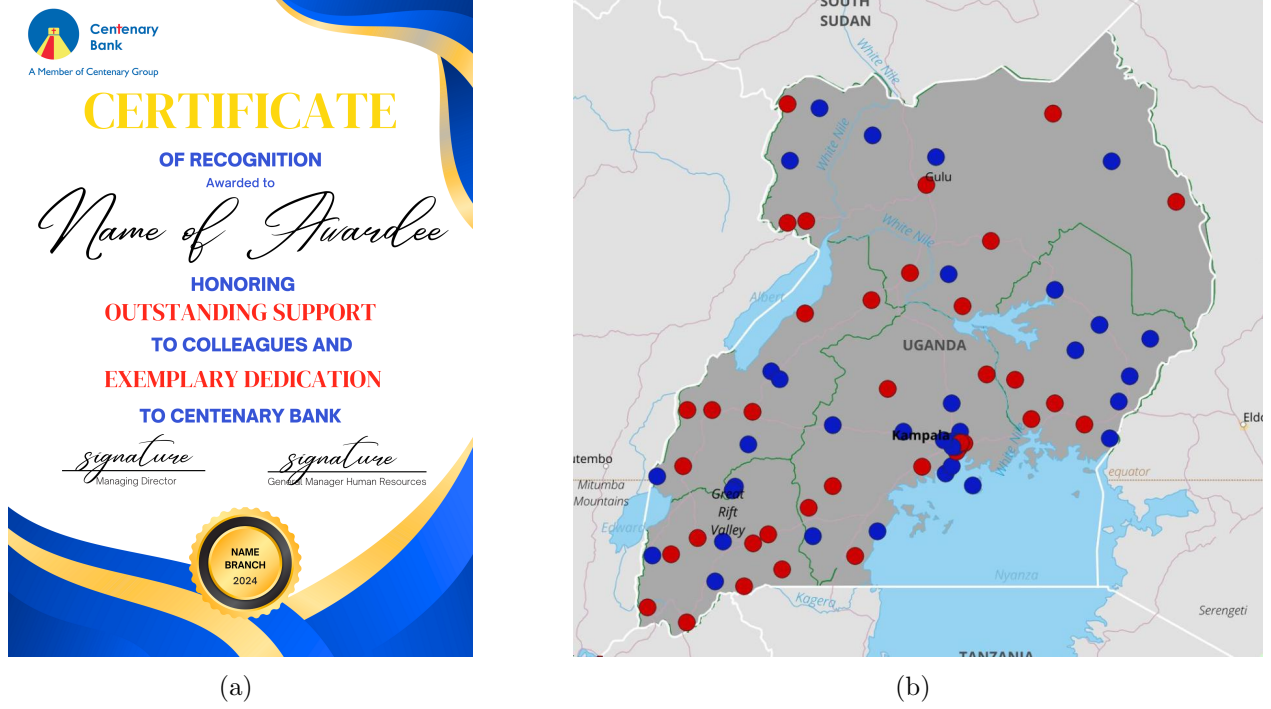 Centenary
Bank
A Member of Centenary Group
CERTIFICATE
OF RECOGNITION
Awarded to
Name of Awardee
HONORING
OUTSTANDING SUPPORT
TO COLLEAGUES AND
EXEMPLARY DEDICATION
TO CENTENARY BANK
signature
signature
Managing Director
General Manager Human Resources
NAME
BRANCH
2024
(a)
SOUTH
SUDAN
White Nile
White Nile
Gulu
White Nile
Albert
UGANDA
Kampala
White Nile
Eldo
utembo
Mitumba
Mountains
equator
Great
Rift
Valley
Edward
Nyanza
Kagera
Serengeti
TANZANIA
(b)